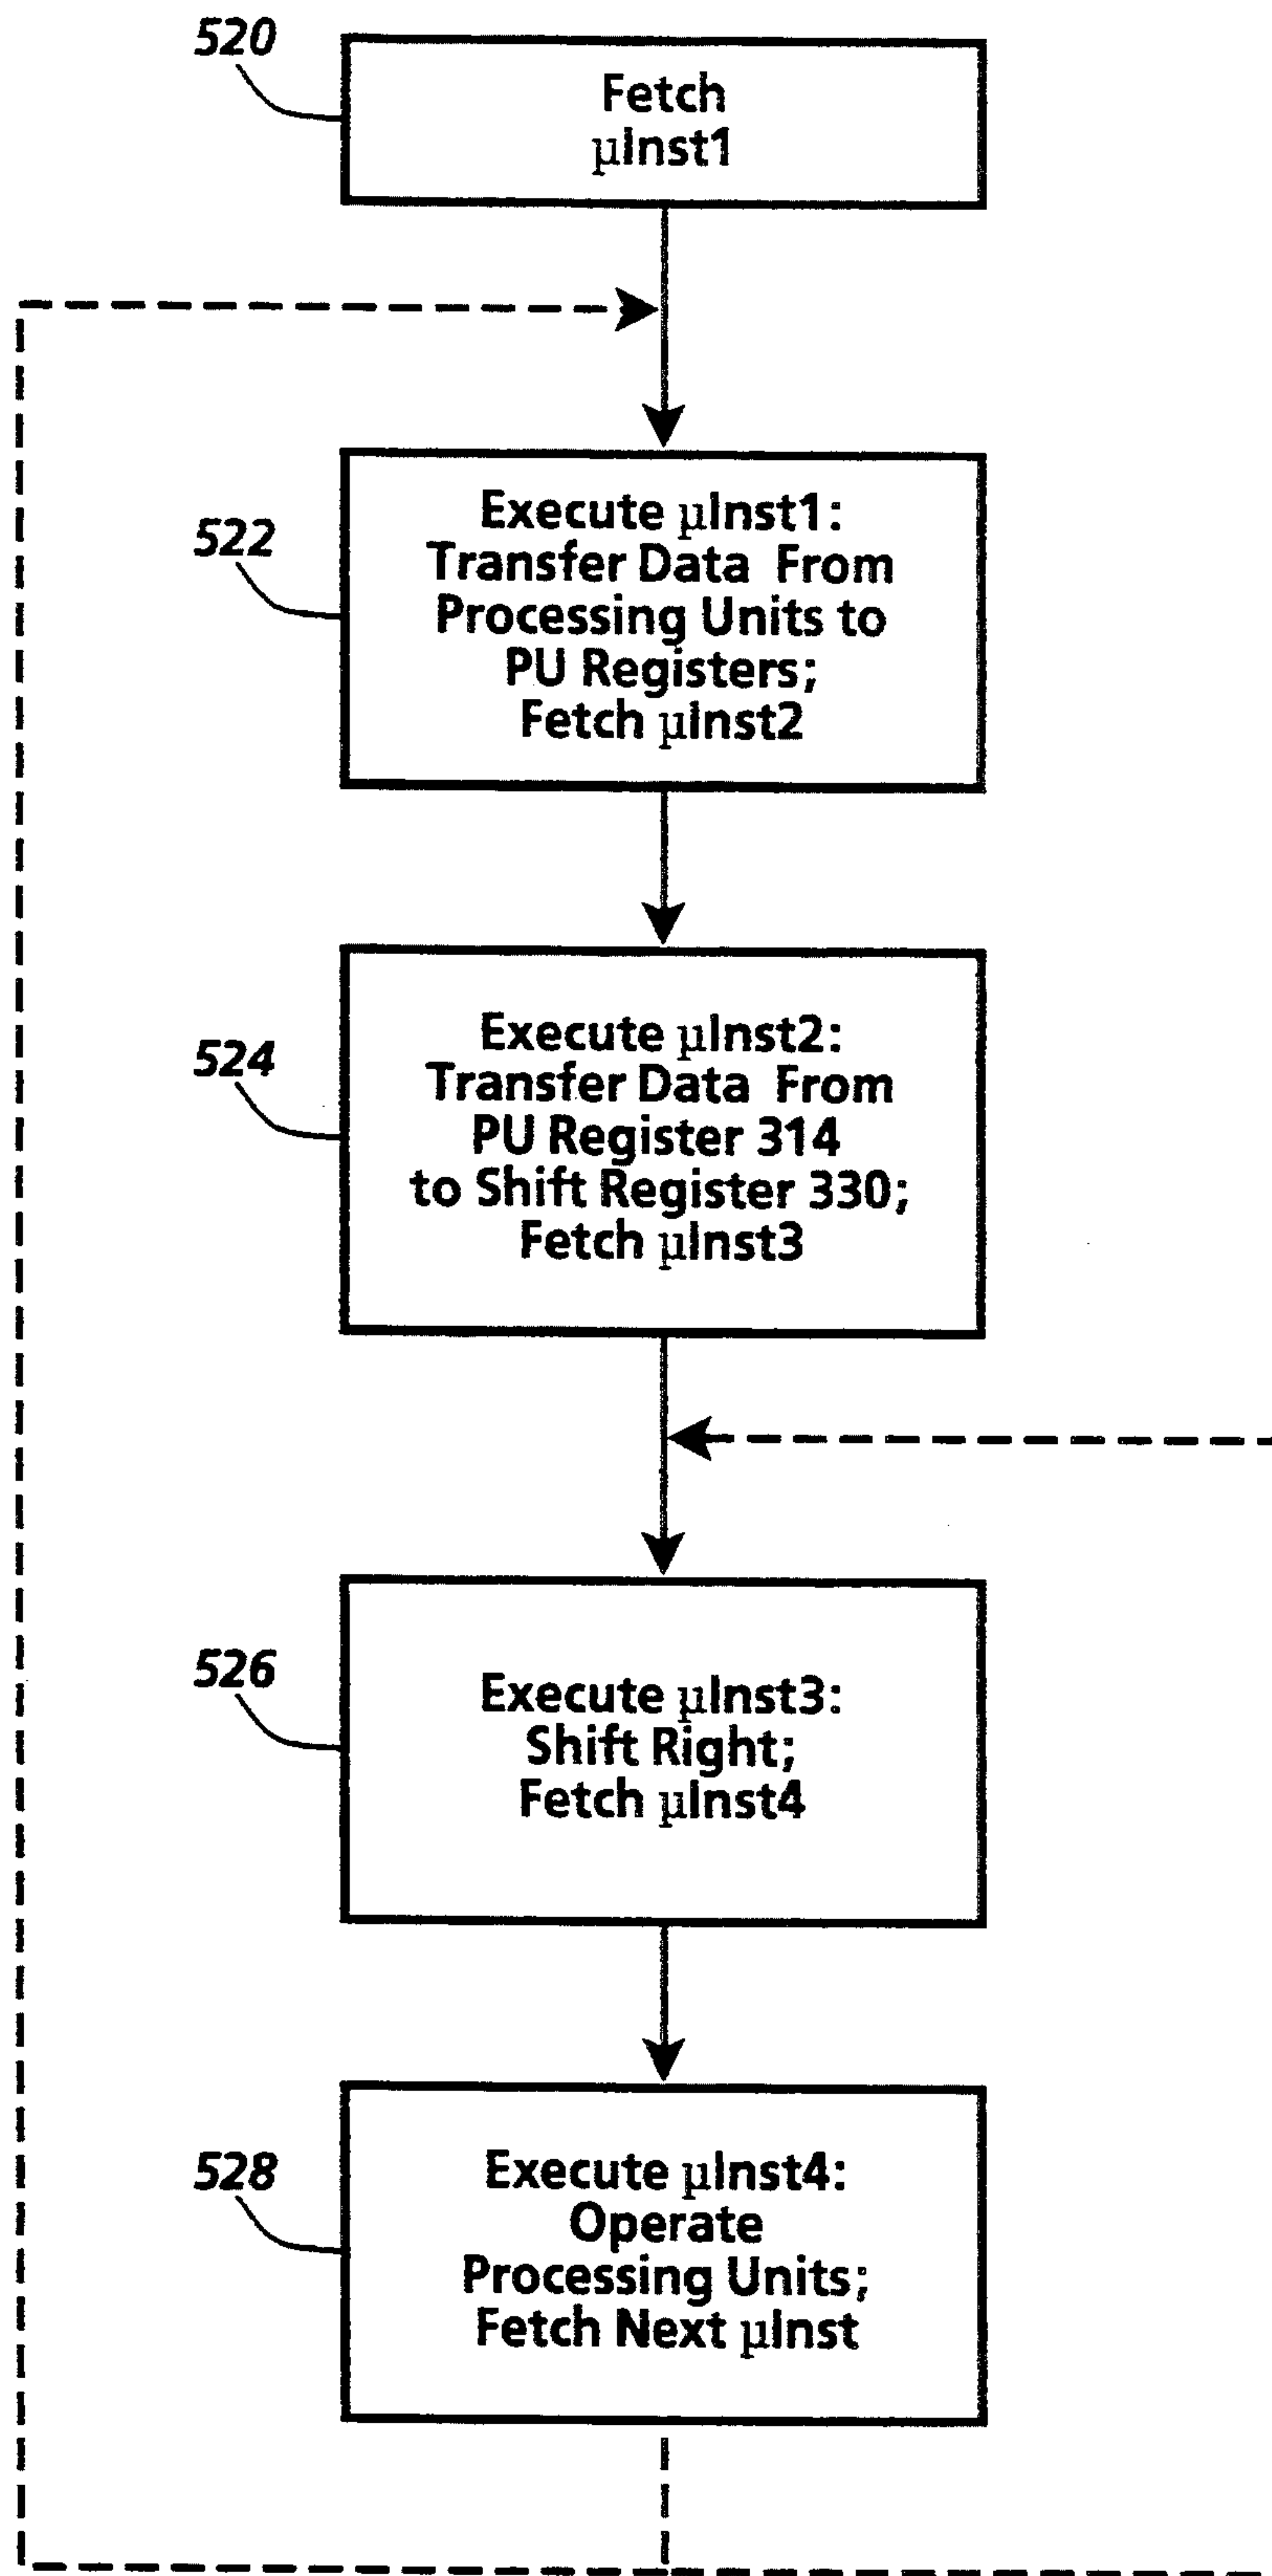 520
Fetch
µInst1
522
Execute µInst1:
Transfer Data From
Processing Units to
PU Registers;
Fetch µInst2
524
Execute µInst2:
Transfer Data From
PU Register 314
to Shift Register 330;
Fetch µInst3
526
Execute µInst3:
Shift Right;
Fetch µInst4
528
Execute µInst4:
Operate
Processing Units;
Fetch Next µInst